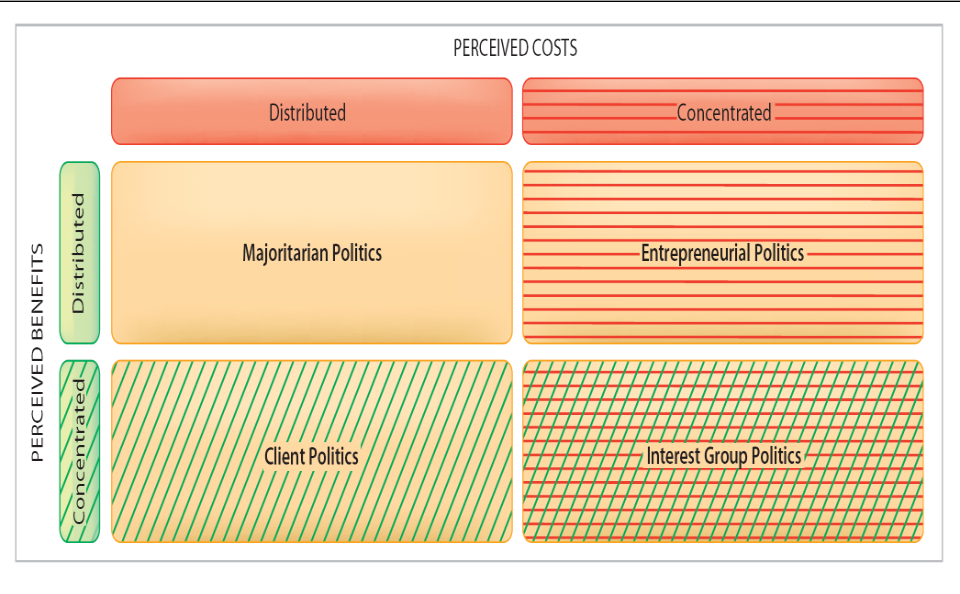 PERCEIVED COSTS
Distributed
Concentrated
PERCEIVED BENEFITS
Distributed
Majoritarian Politics
Entrepreneurial Politics
Concentrated
Client Politics
Interest Group Politics